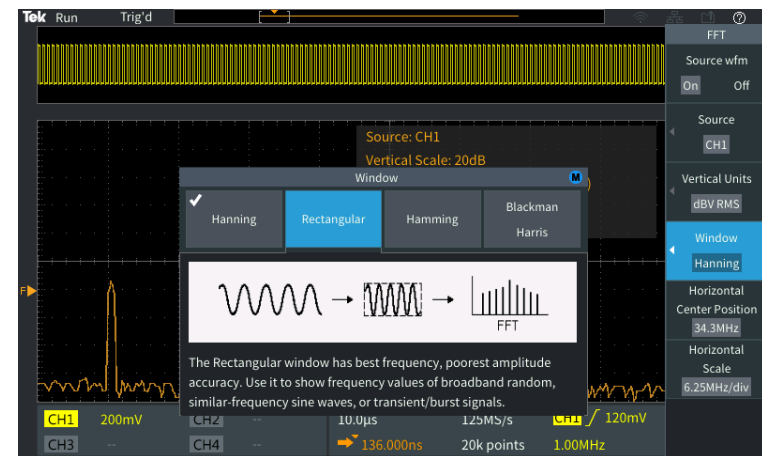 Tek Run Trig'd
FFT
Source wfm
On Off
Source
CH1
Vertical Units
dBV RMS
Window
Hanning
Horizontal
Center Position
34.3MHz
Horizontal
Scale
6.25MHz/div
Source: CH1
Vertical Scale: 20dB
Window M
Hanning Rectangular Hamming Blackman
Harris
FFT
The Rectangular window has best frequency, poorest amplitude
accuracy. Use it to show frequency values of broadband random,
similar-frequency sine waves, or transient/burst signals.
F
CH1 200mV CH2 -- 10.0µs 125MS/s CH1 120mV
CH3 -- CH4 -- 136.000ns 20k points 1.00MHz